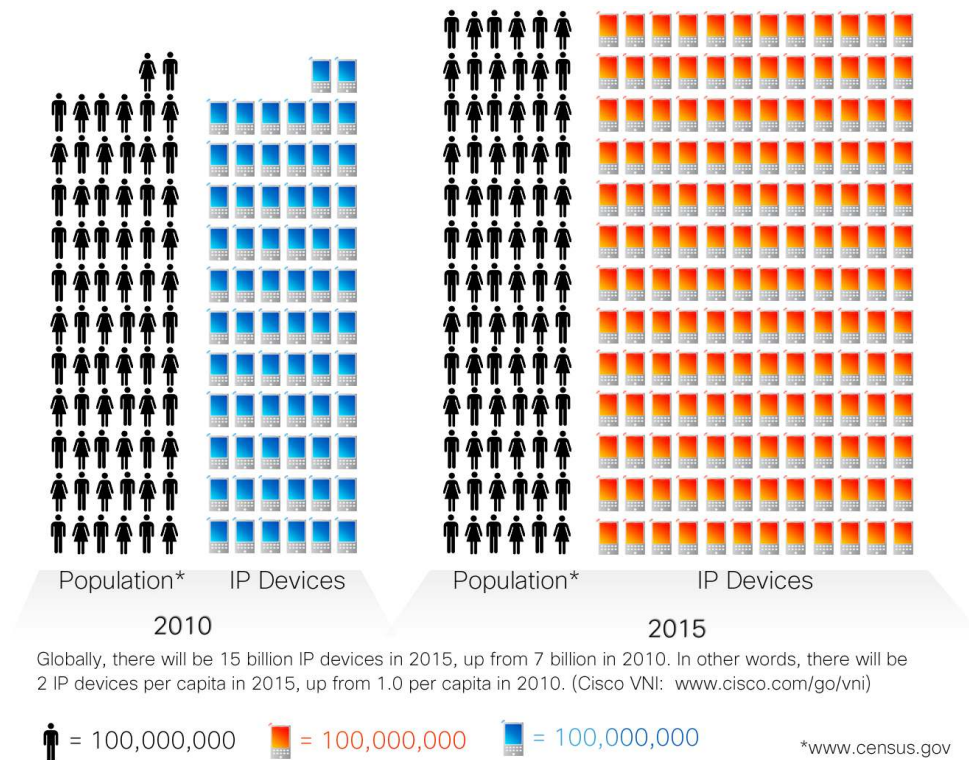 Population*
IP Devices
Population*
IP Devices
2010
2015
Globally, there will be 15 billion IP devices in 2015, up from 7 billion in 2010. In other words, there will be
2 IP devices per capita in 2015, up from 1.0 per capita in 2010. (Cisco VNI: www.cisco.com/go/vni)
= 100,000,000
= 100,000,000
= 100,000,000
*www.census.gov